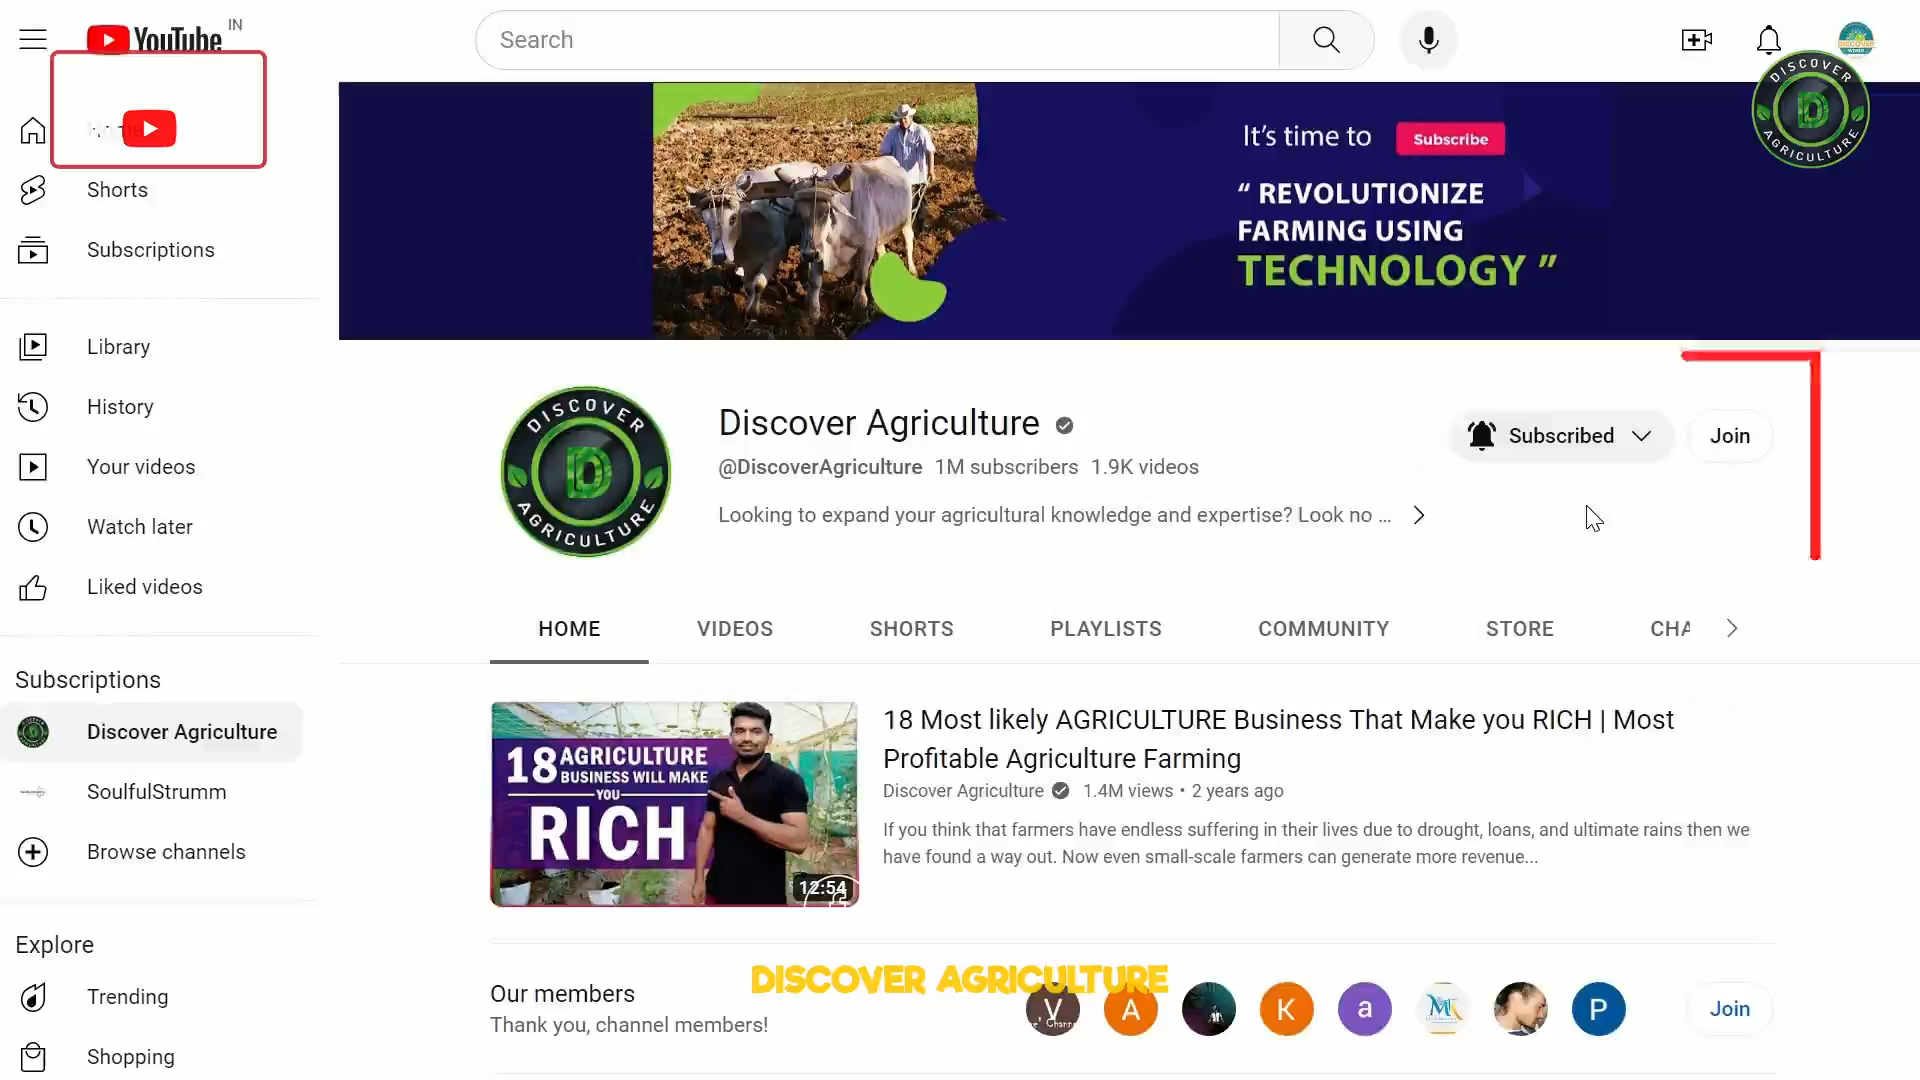 YouTube IN
Search
Home
Shorts
Subscriptions
Library
History
Your videos
Watch later
Liked videos
Subscriptions
Discover Agriculture
SoulfulStrumm
Browse channels
Explore
Trending
Shopping
It's time to Subscribe
“ REVOLUTIONIZE
FARMING USING
TECHNOLOGY ”
DISCOVER
D
AGRICULTURE
DISCOVER
D
AGRICULTURE
Discover Agriculture
@DiscoverAgriculture 1M subscribers 1.9K videos
Looking to expand your agricultural knowledge and expertise? Look no ...
Subscribed
Join
HOME VIDEOS SHORTS PLAYLISTS COMMUNITY STORE CHA
18 AGRICULTURE
BUSINESS WILL MAKE
YOU
RICH
12:54
18 Most likely AGRICULTURE Business That Make you RICH | Most
Profitable Agriculture Farming
Discover Agriculture 1.4M views • 2 years ago
If you think that farmers have endless suffering in their lives due to drought, loans, and ultimate rains then we
have found a way out. Now even small-scale farmers can generate more revenue...
Our members
Thank you, channel members!
DISCOVER AGRICULTURE
V A K a P
Join